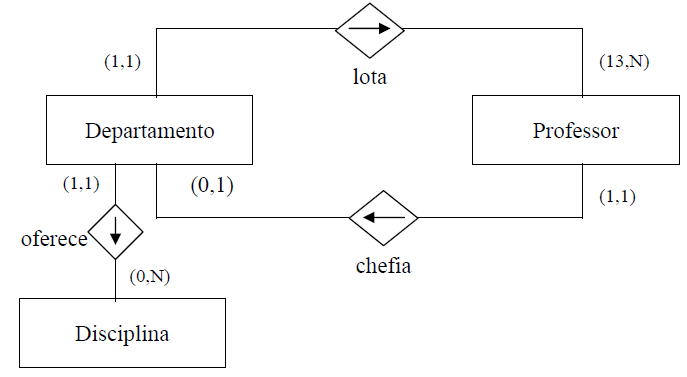 lota
(1,1)
(13,N)
Departamento
Professor
(1,1)
(0,1)
(1,1)
oferece
chefia
(0,N)
Disciplina